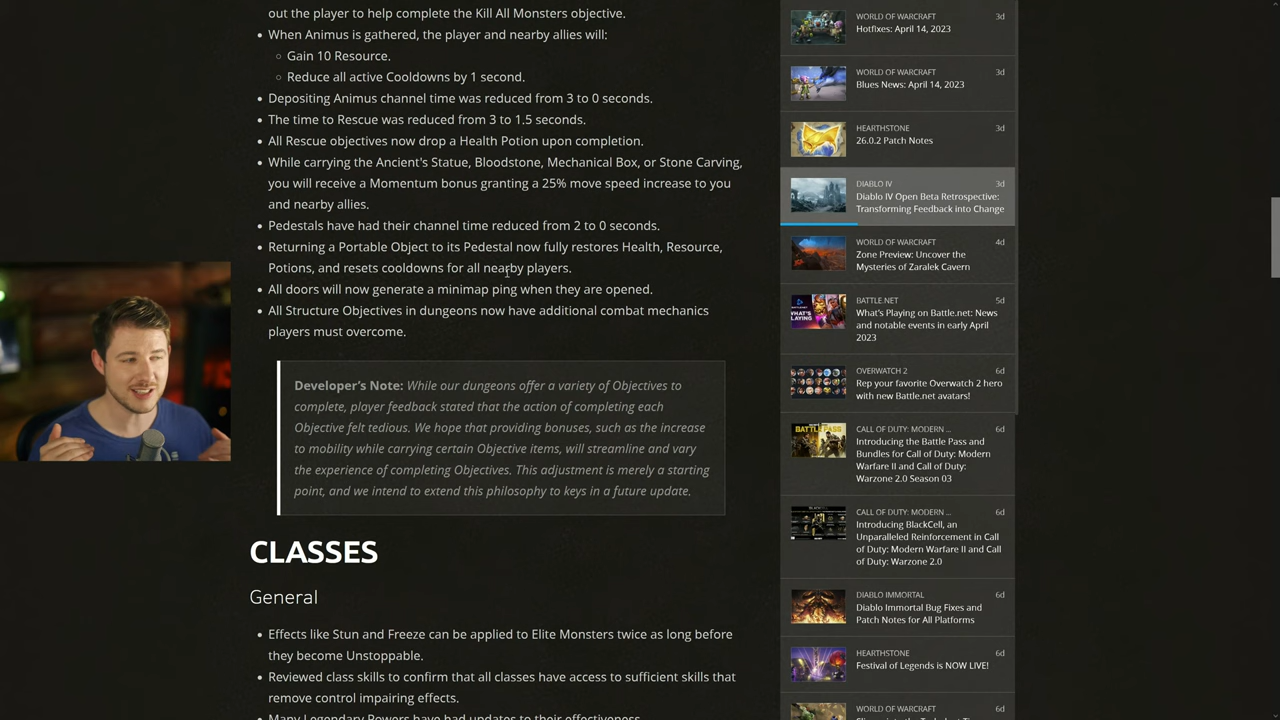 out the player to help complete the Kill All Monsters objective.
When Animus is gathered, the player and nearby allies will:
Gain 10 Resource.
Reduce all active Cooldowns by 1 second.
Depositing Animus channel time was reduced from 3 to 0 seconds.
The time to Rescue was reduced from 3 to 1.5 seconds.
All Rescue objectives now drop a Health Potion upon completion.
While carrying the Ancient's Statue, Bloodstone, Mechanical Box, or Stone Carving,
you will receive a Momentum bonus granting a 25% move speed increase to you
and nearby allies.
Pedestals have had their channel time reduced from 2 to 0 seconds.
Returning a Portable Object to its Pedestal now fully restores Health, Resource,
Potions, and resets cooldowns for all nearby players.
All doors will now generate a minimap ping when they are opened.
All Structure Objectives in dungeons now have additional combat mechanics
players must overcome.
Developer’s Note: While our dungeons offer a variety of Objectives to
complete, player feedback stated that the action of completing each
Objective felt tedious. We hope that providing bonuses, such as the increase
to mobility while carrying certain Objective items, will streamline and vary
the experience of completing Objectives. This adjustment is merely a starting
point, and we intend to extend this philosophy to keys in a future update.
CLASSES
General
Effects like Stun and Freeze can be applied to Elite Monsters twice as long before
they become Unstoppable.
Reviewed class skills to confirm that all classes have access to sufficient skills that
remove control impairing effects.
Many Legendary Powers have had updates to their effectiveness.
WORLD OF WARCRAFT 3d
Hotfixes: April 14, 2023
WORLD OF WARCRAFT 3d
Blues News: April 14, 2023
HEARTHSTONE 3d
26.0.2 Patch Notes
DIABLO IV 3d
Diablo IV Open Beta Retrospective:
Transforming Feedback into Change
WORLD OF WARCRAFT 4d
Zone Preview: Uncover the
Mysteries of Zaralek Cavern
BATTLE.NET 5d
What’s Playing on Battle.net: News
and notable events in early April
2023
OVERWATCH 2 6d
Rep your favorite Overwatch 2 hero
with new Battle.net avatars!
CALL OF DUTY: MODERN ... 6d
Introducing the Battle Pass and
Bundles for Call of Duty: Modern
Warfare II and Call of Duty:
Warzone 2.0 Season 03
CALL OF DUTY: MODERN ... 6d
Introducing BlackCell, an
Unparalleled Reinforcement in Call
of Duty: Modern Warfare II and Call
of Duty: Warzone 2.0
DIABLO IMMORTAL 6d
Diablo Immortal Bug Fixes and
Patch Notes for All Platforms
HEARTHSTONE 6d
Festival of Legends is NOW LIVE!
WORLD OF WARCRAFT 6d